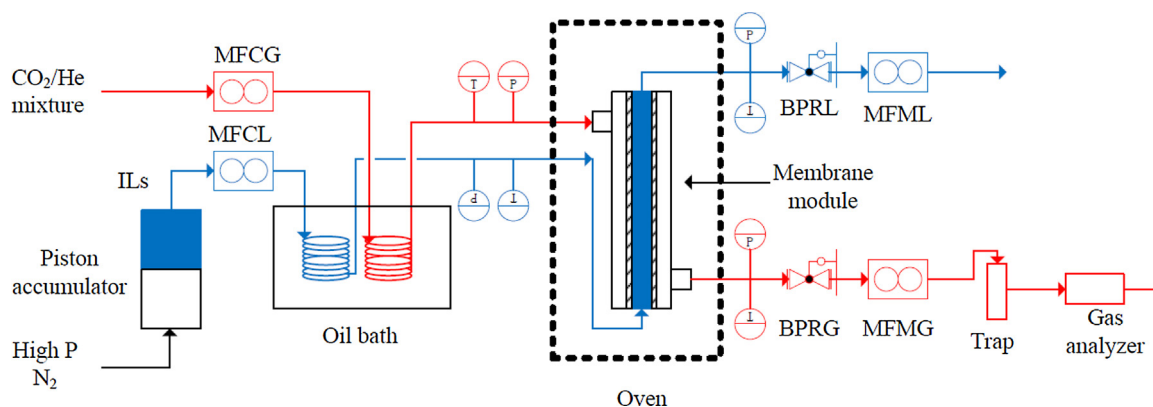 CO₂/He
mixture
MFCG
MFCL
ILs
Piston
accumulator
High P
N₂
Oil bath
T
P
P
T
Oven
Membrane
module
P
T
BPRL
MFML
P
T
BPRG
MFMG
Trap
Gas
analyzer